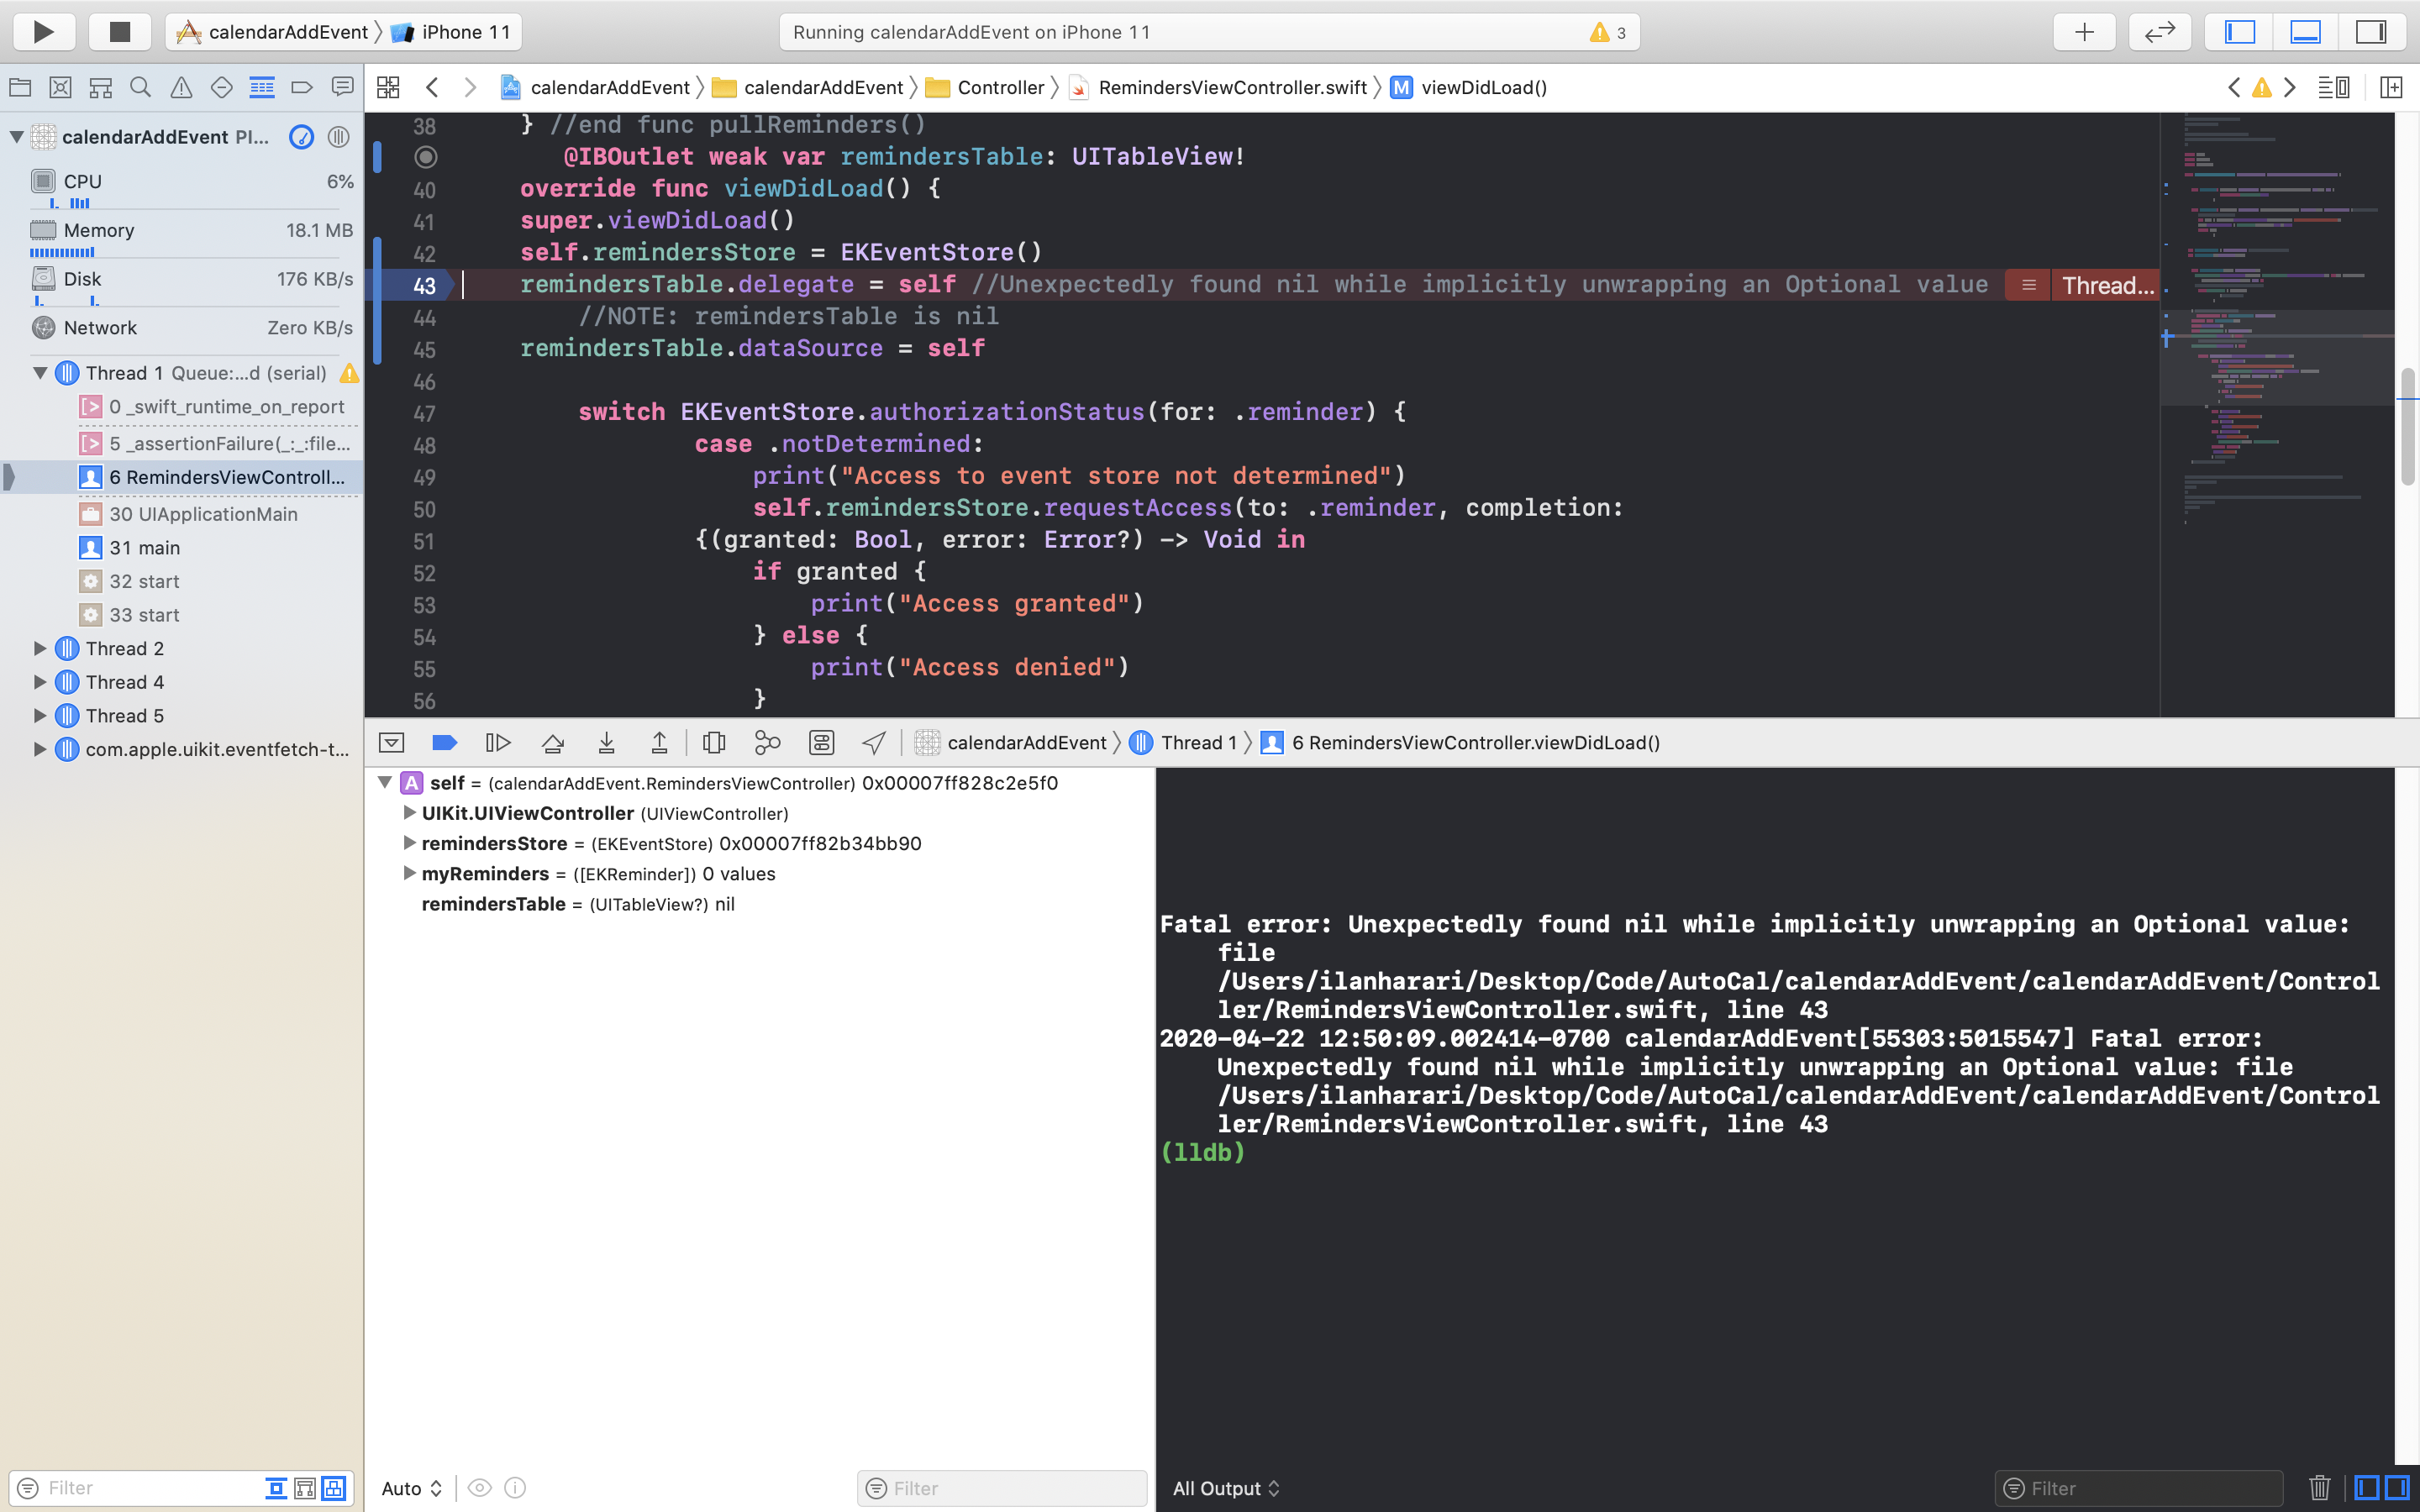 calendarAddEvent 〉 iPhone 11
Running calendarAddEvent on iPhone 11
3
calendarAddEvent 〉 calendarAddEvent 〉 Controller 〉 RemindersViewController.swift 〉 M viewDidLoad()
calendarAddEvent PI...
CPU 6%
Memory 18.1 MB
Disk 176 KB/s
Network Zero KB/s
Thread 1 Queue:...d (serial)
0 _swift_runtime_on_report
5 _assertionFailure(_:_:file...
6 RemindersViewControll...
30 UIApplicationMain
31 main
32 start
33 start
Thread 2
Thread 4
Thread 5
com.apple.uikit.eventfetch-t...
Filter
38 } //end func pullReminders()
@IBOutlet weak var remindersTable: UITableView!
40 override func viewDidLoad() {
41 super.viewDidLoad()
42 self.remindersStore = EKEventStore()
43 remindersTable.delegate = self //Unexpectedly found nil while implicitly unwrapping an Optional value Thread...
44 //NOTE: remindersTable is nil
45 remindersTable.dataSource = self
46
47 switch EKEventStore.authorizationStatus(for: .reminder) {
48 case .notDetermined:
49 print("Access to event store not determined")
50 self.remindersStore.requestAccess(to: .reminder, completion:
51 {(granted: Bool, error: Error?) -> Void in
52 if granted {
53 print("Access granted")
54 } else {
55 print("Access denied")
56 }
calendarAddEvent 〉 Thread 1 〉 6 RemindersViewController.viewDidLoad()
A self = (calendarAddEvent.RemindersViewController) 0x00007ff828c2e5f0
UIKit.UIViewController (UIViewController)
remindersStore = (EKEventStore) 0x00007ff82b34bb90
myReminders = ([EKReminder]) 0 values
remindersTable = (UITableView?) nil
Auto
Filter
Fatal error: Unexpectedly found nil while implicitly unwrapping an Optional value:
file
/Users/ilanharari/Desktop/Code/AutoCal/calendarAddEvent/calendarAddEvent/Control
ler/RemindersViewController.swift, line 43
2020-04-22 12:50:09.002414-0700 calendarAddEvent[55303:5015547] Fatal error:
Unexpectedly found nil while implicitly unwrapping an Optional value: file
/Users/ilanharari/Desktop/Code/AutoCal/calendarAddEvent/calendarAddEvent/Control
ler/RemindersViewController.swift, line 43
(lldb)
All Output
Filter